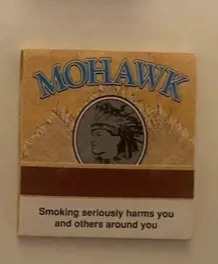 MOHAWK
Smoking seriously harms you
and others around you